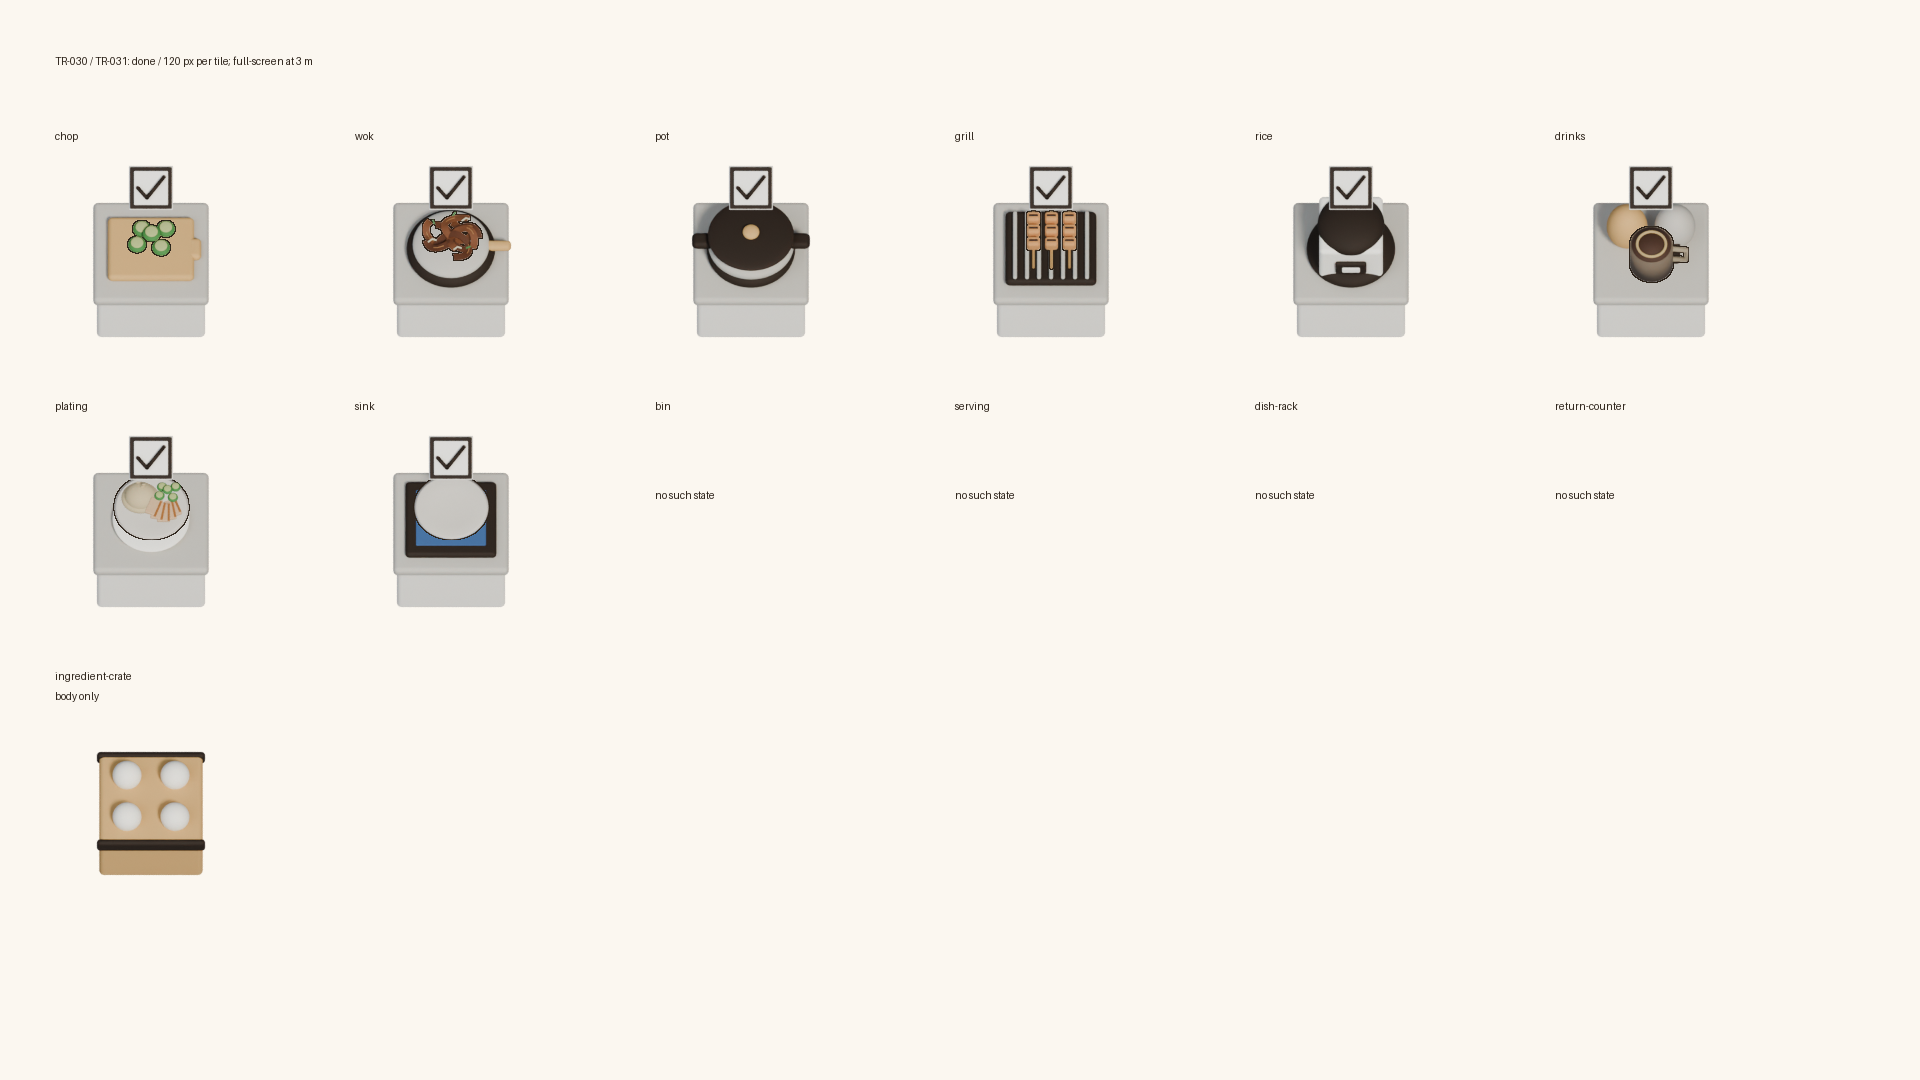 TR-030 / TR-031: done / 120 px per tile; full-screen at 3 m
chop
wok
pot
grill
rice
drinks
plating
sink
bin
serving
dish-rack
return-counter
no such state
no such state
no such state
no such state
ingredient-crate
body only